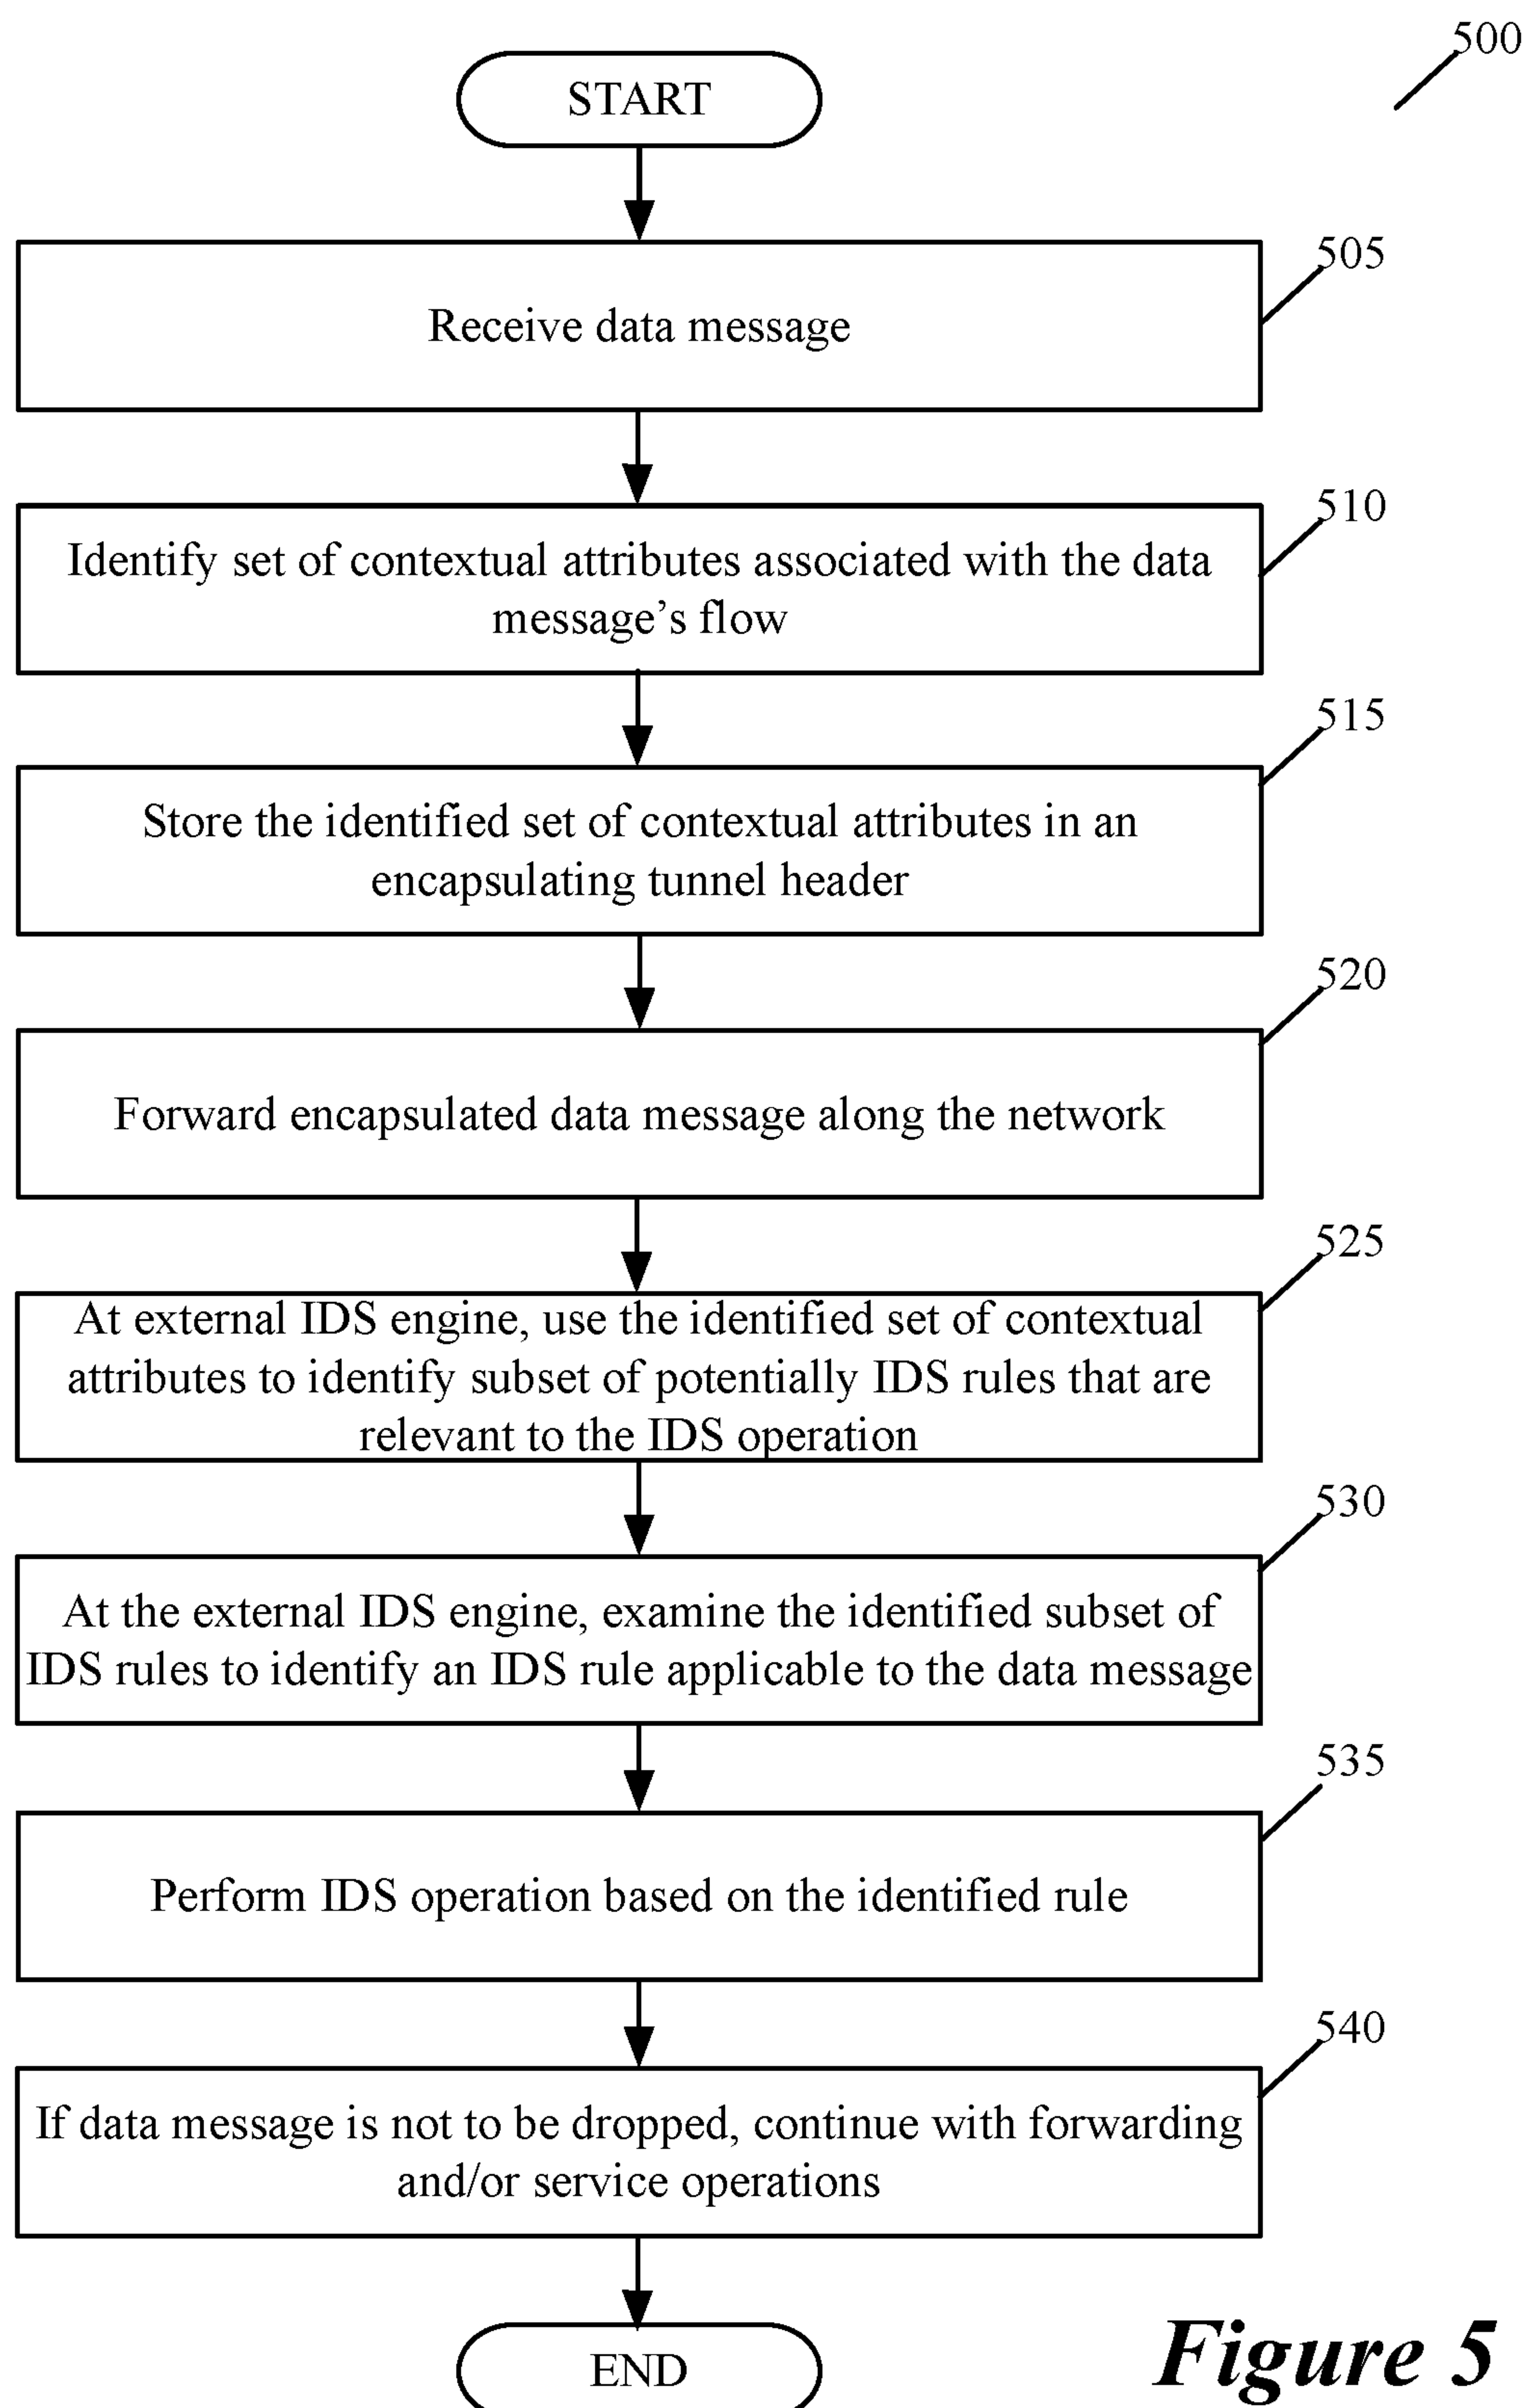 500
START
505
Receive data message
510
Identify set of contextual attributes associated with the data
message’s flow
515
Store the identified set of contextual attributes in an
encapsulating tunnel header
520
Forward encapsulated data message along the network
525
At external IDS engine, use the identified set of contextual
attributes to identify subset of potentially IDS rules that are
relevant to the IDS operation
530
At the external IDS engine, examine the identified subset of
IDS rules to identify an IDS rule applicable to the data message
535
Perform IDS operation based on the identified rule
540
If data message is not to be dropped, continue with forwarding
and/or service operations
END
Figure 5